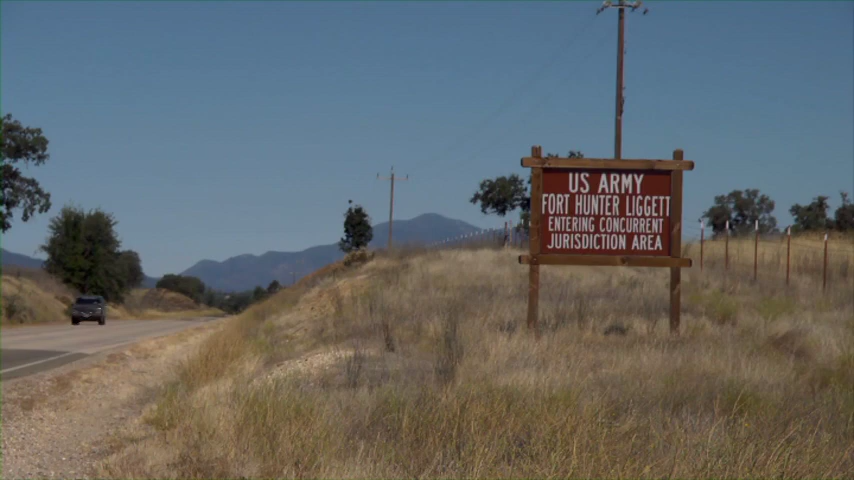 US ARMY
FORT HUNTER LIGGETT
ENTERING CONCURRENT
JURISDICTION AREA